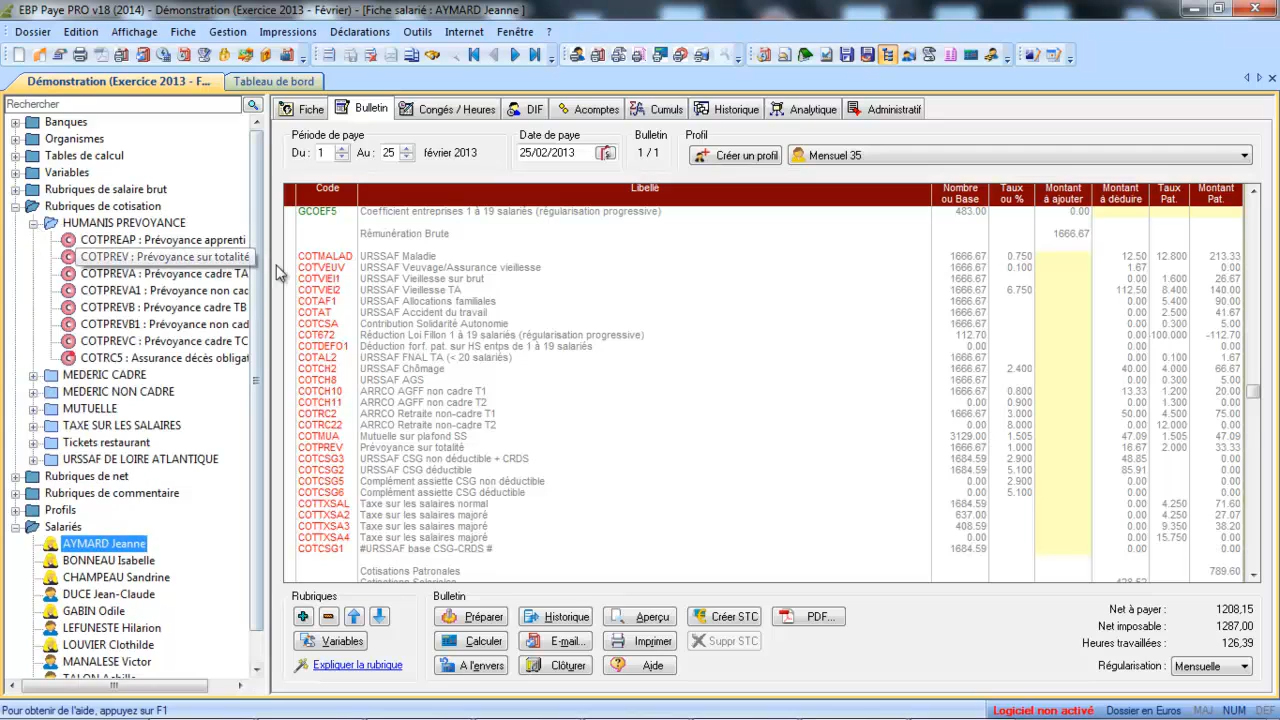 EBP Paye PRO v18 (2014) - Démonstration (Exercice 2013 - Février) - [Fiche salarié : AYMARD Jeanne ]
Dossier Edition Affichage Fiche Gestion Impressions Déclarations Outils Internet Fenêtre ?
Démonstration (Exercice 2013 - F... Tableau de bord
Rechercher
Banques
Organismes
Tables de calcul
Variables
Rubriques de salaire brut
Rubriques de cotisation
HUMANIS PREVOYANCE
COTPREAP : Prévoyance apprenti
COTPREV : Prévoyance sur totalité
COTPREVA : Prévoyance cadre TA
COTPREVA1 : Prévoyance non cad
COTPREVB : Prévoyance cadre TB
COTPREVB1 : Prévoyance non cad
COTPREVC : Prévoyance cadre TC
COTRC5 : Assurance décès obligat
MEDERIC CADRE
MEDERIC NON CADRE
MUTUELLE
TAXE SUR LES SALAIRES
Tickets restaurant
URSSAF DE LOIRE ATLANTIQUE
Rubriques de net
Rubriques de commentaire
Profils
Salariés
AYMARD Jeanne
BONNEAU Isabelle
CHAMPEAU Sandrine
DUCE Jean-Claude
GABIN Odile
LEFUNESTE Hilarion
LOUVIER Clothilde
MANALESE Victor
Fiche Bulletin Congés / Heures DIF Acomptes Cumuls Historique Analytique Administratif
Période de paye Date de paye Bulletin Profil
Du : 1 Au : 25 février 2013 25/02/2013 1 / 1 Créer un profil Mensuel 35
Code Libellé Nombre ou Base Taux ou % Montant à ajouter Montant à déduire Taux Pat. Montant Pat.
GCOEF5 Coefficient entreprises 1 à 19 salariés (régularisation progressive) 483.00 0.00
Rémunération Brute 1666.67
COTMALAD URSSAF Maladie 1666.67 0.750 12.50 12.800 213.33
COTVEUV URSSAF Veuvage/Assurance vieillesse 1666.67 0.100 1.67 0.00
COTVIEI1 URSSAF Vieillesse sur brut 1666.67 0.00 1.600 26.67
COTVIEI2 URSSAF Vieillesse TA 1666.67 6.750 112.50 8.400 140.00
COTAF1 URSSAF Allocations familiales 1666.67 0.00 5.400 90.00
COTAT URSSAF Accident du travail 1666.67 0.00 2.500 41.67
COTCSA Contribution Solidarité Autonomie 1666.67 0.00 0.300 5.00
COT672 Réduction Loi Fillon 1 à 19 salariés (régularisation progressive) 112.70 0.00 -100.000 -112.70
COTDEFO1 Déduction forf. pat. sur HS entps de 1 à 19 salariés 0.00 0.00 0.00
COTAL2 URSSAF FNAL TA (< 20 salariés) 1666.67 0.00 0.100 1.67
COTCH2 URSSAF Chômage 1666.67 2.400 40.00 4.000 66.67
COTCH8 URSSAF AGS 1666.67 0.00 0.300 5.00
COTCH10 ARRCO AGFF non cadre T1 1666.67 0.800 13.33 1.200 20.00
COTCH11 ARRCO AGFF non cadre T2 0.00 0.900 0.00 1.300 0.00
COTRC2 ARRCO Retraite non-cadre T1 1666.67 3.000 50.00 4.500 75.00
COTRC22 ARRCO Retraite non-cadre T2 0.00 8.000 0.00 12.000 0.00
COTMUA Mutuelle sur plafond SS 3129.00 1.505 47.09 1.505 47.09
COTPREV Prévoyance sur totalité 1666.67 1.000 16.67 2.000 33.33
COTCSG3 URSSAF CSG non déductible + CRDS 1684.59 2.900 48.85 0.00
COTCSG2 URSSAF CSG déductible 1684.59 5.100 85.91 0.00
COTCSG5 Complément assiette CSG non déductible 0.00 2.900 0.00 0.00
COTCSG6 Complément assiette CSG déductible 0.00 5.100 0.00 0.00
COTTXSAL Taxe sur les salaires normal 1684.59 0.00 4.250 71.60
COTTXSA2 Taxe sur les salaires majoré 637.00 0.00 4.250 27.07
COTTXSA3 Taxe sur les salaires majoré 408.59 0.00 9.350 38.20
COTTXSA4 Taxe sur les salaires majoré 0.00 0.00 15.750 0.00
COTCSG1 #URSSAF base CSG-CRDS # 1684.59 0.00 0.00
Cotisations Patronales 789.60
Cotisations Salariales 428.52
Rubriques Bulletin
Préparer Historique Aperçu Créer STC PDF...
Variables Calculer E-mail... Imprimer Suppr STC
Expliquer la rubrique A l'envers Clôturer Aide
Net à payer : 1208,15
Net imposable : 1287,00
Heures travaillées : 126,39
Régularisation : Mensuelle
Pour obtenir de l'aide, appuyez sur F1 Logiciel non activé Dossier en Euros MAJ NUM DEF